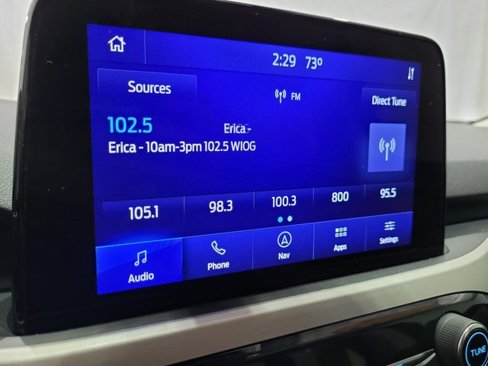 2:29 73°
Sources
FM
Direct Tune
102.5
Erica -
Erica - 10am-3pm 102.5 WIOG
105.1
98.3
100.3
800
95.5
Audio
Phone
Nav
Apps
Settings
TUNE